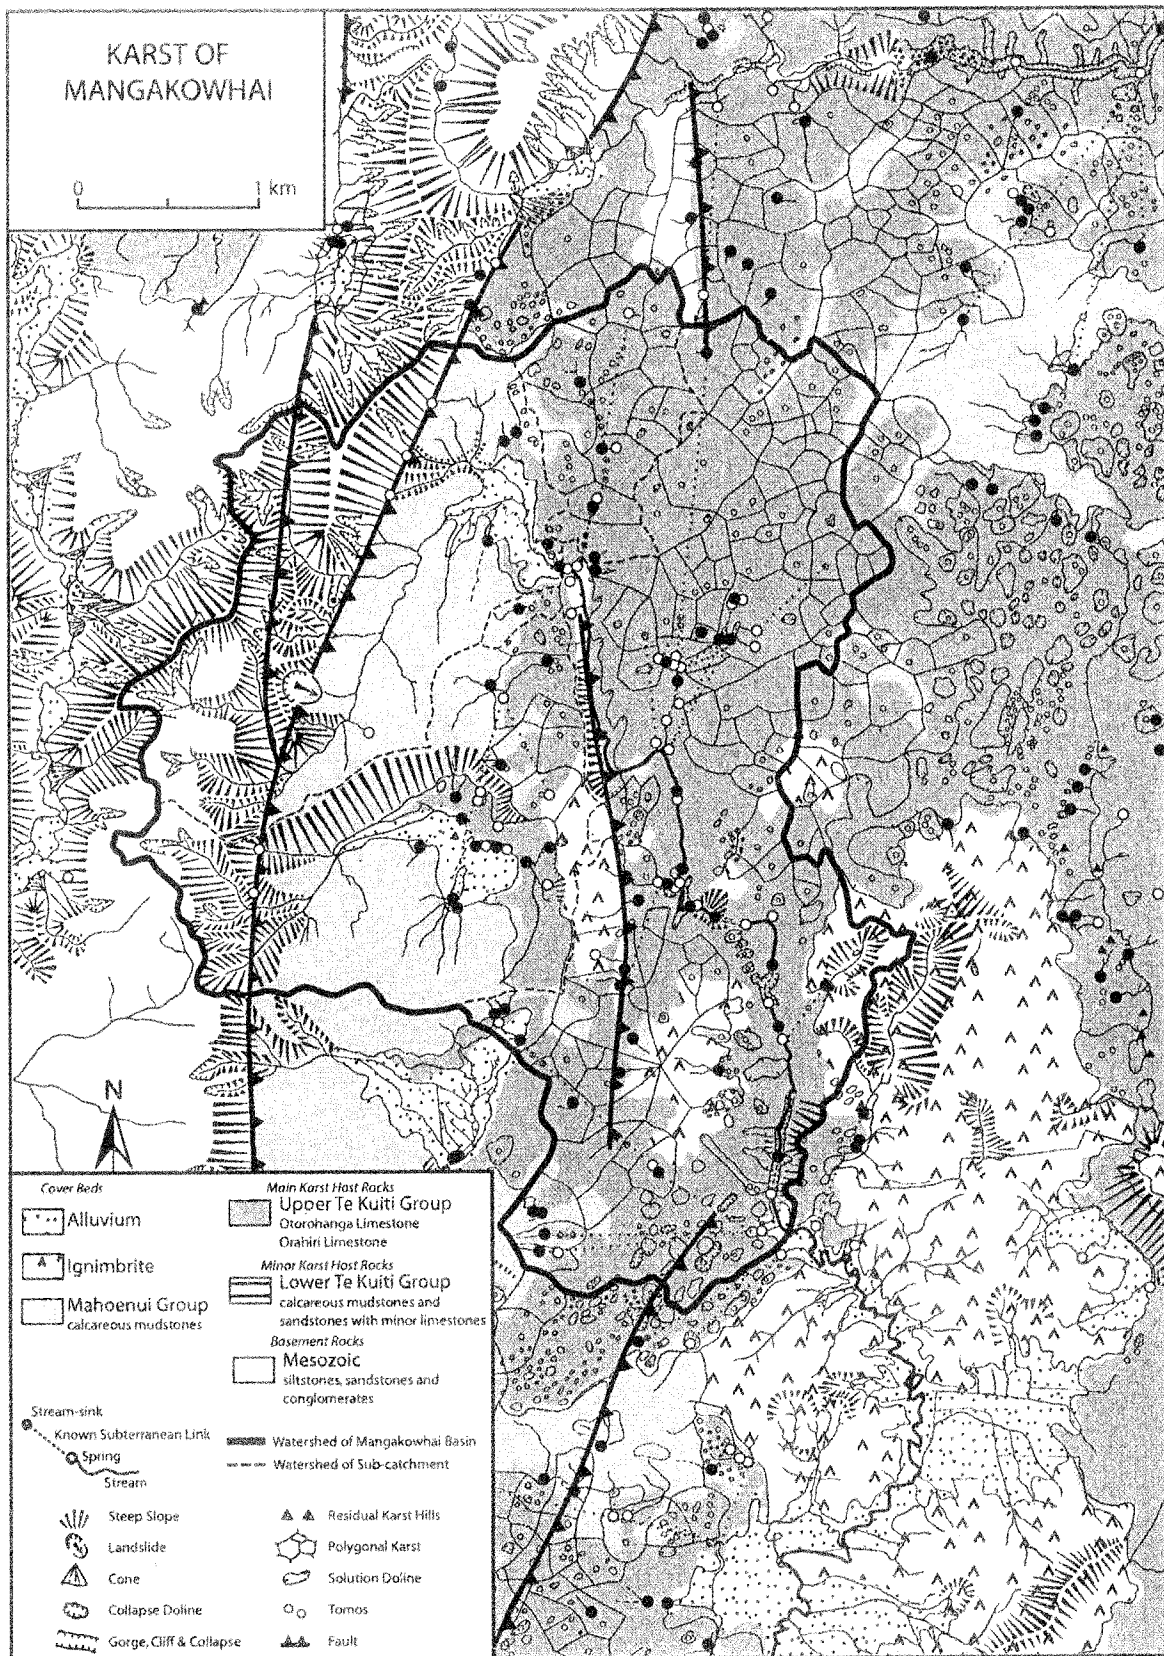 KARST OF
MANGAKOWHAI
0 1 km
N
Cover Beds
Alluvium
Ignimbrite
Mahoenui Group
calcareous mudstones
Main Karst Host Rocks
Upper Te Kuiti Group
Otorohanga Limestone
Orahiri Limestone
Minor Karst Host Rocks
Lower Te Kuiti Group
calcareous mudstones and
sandstones with minor limestones
Basement Rocks
Mesozoic
siltstones, sandstones and
conglomerates
Stream-sink
Known Subterranean Link
Spring
Stream
Watershed of Mangakowhai Basin
Watershed of Sub-catchment
Steep Slope
Landslide
Cone
Collapse Doline
Gorge, Cliff & Collapse
Residual Karst Hills
Polygonal Karst
Solution Doline
Tomos
Fault